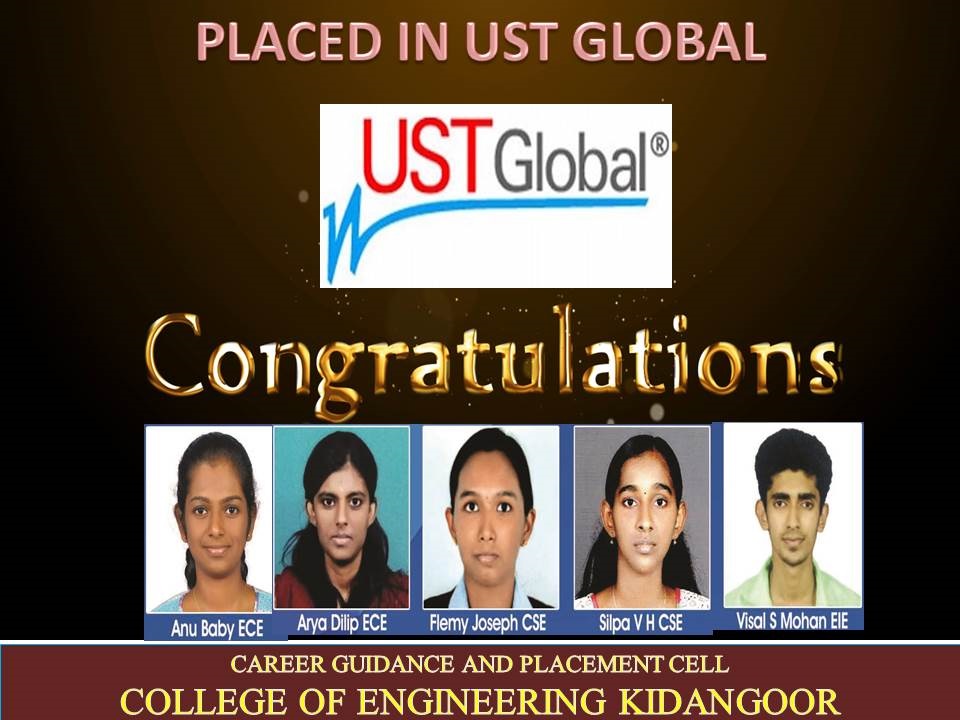 PLACED IN UST GLOBAL
UST Global®
Congratulations
Anu Baby ECE
Arya Dilip ECE
Flemy Joseph CSE
Silpa V H CSE
Visal S Mohan EIE
CAREER GUIDANCE AND PLACEMENT CELL
COLLEGE OF ENGINEERING KIDANGOOR